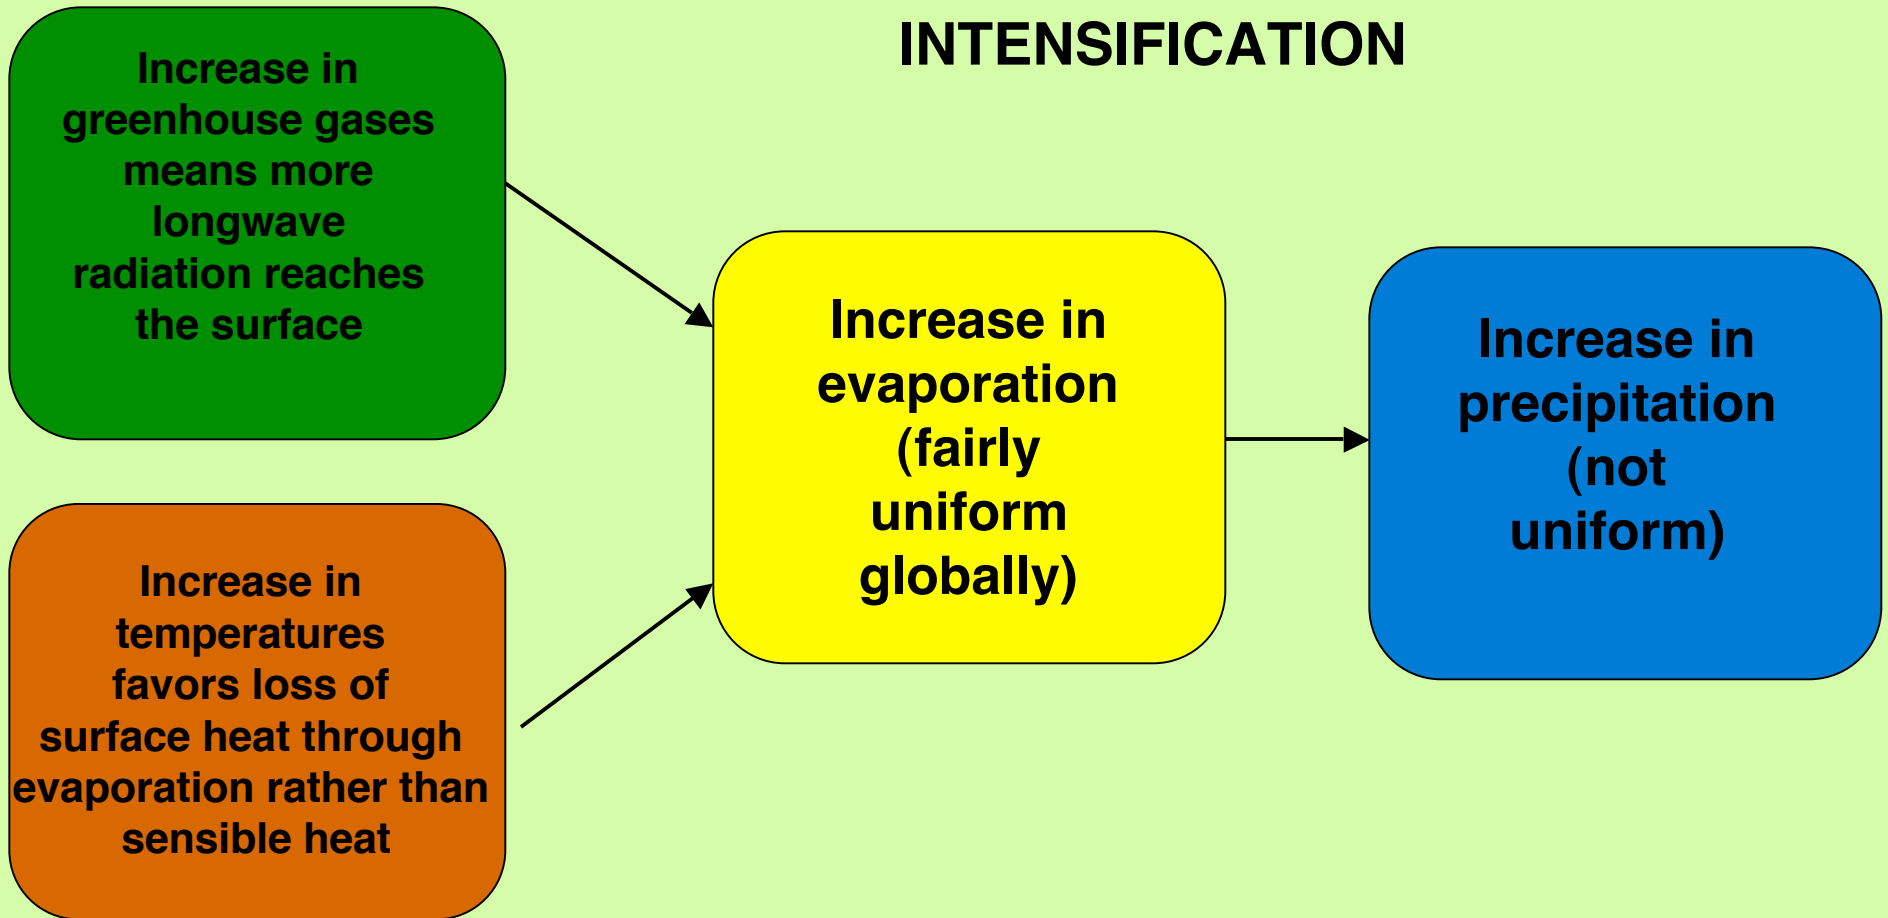 INTENSIFICATION
Increase in
greenhouse gases
means more
longwave
radiation reaches
the surface
Increase in
temperatures
favors loss of
surface heat through
evaporation rather than
sensible heat
Increase in
evaporation
(fairly
uniform
globally)
Increase in
precipitation
(not
uniform)